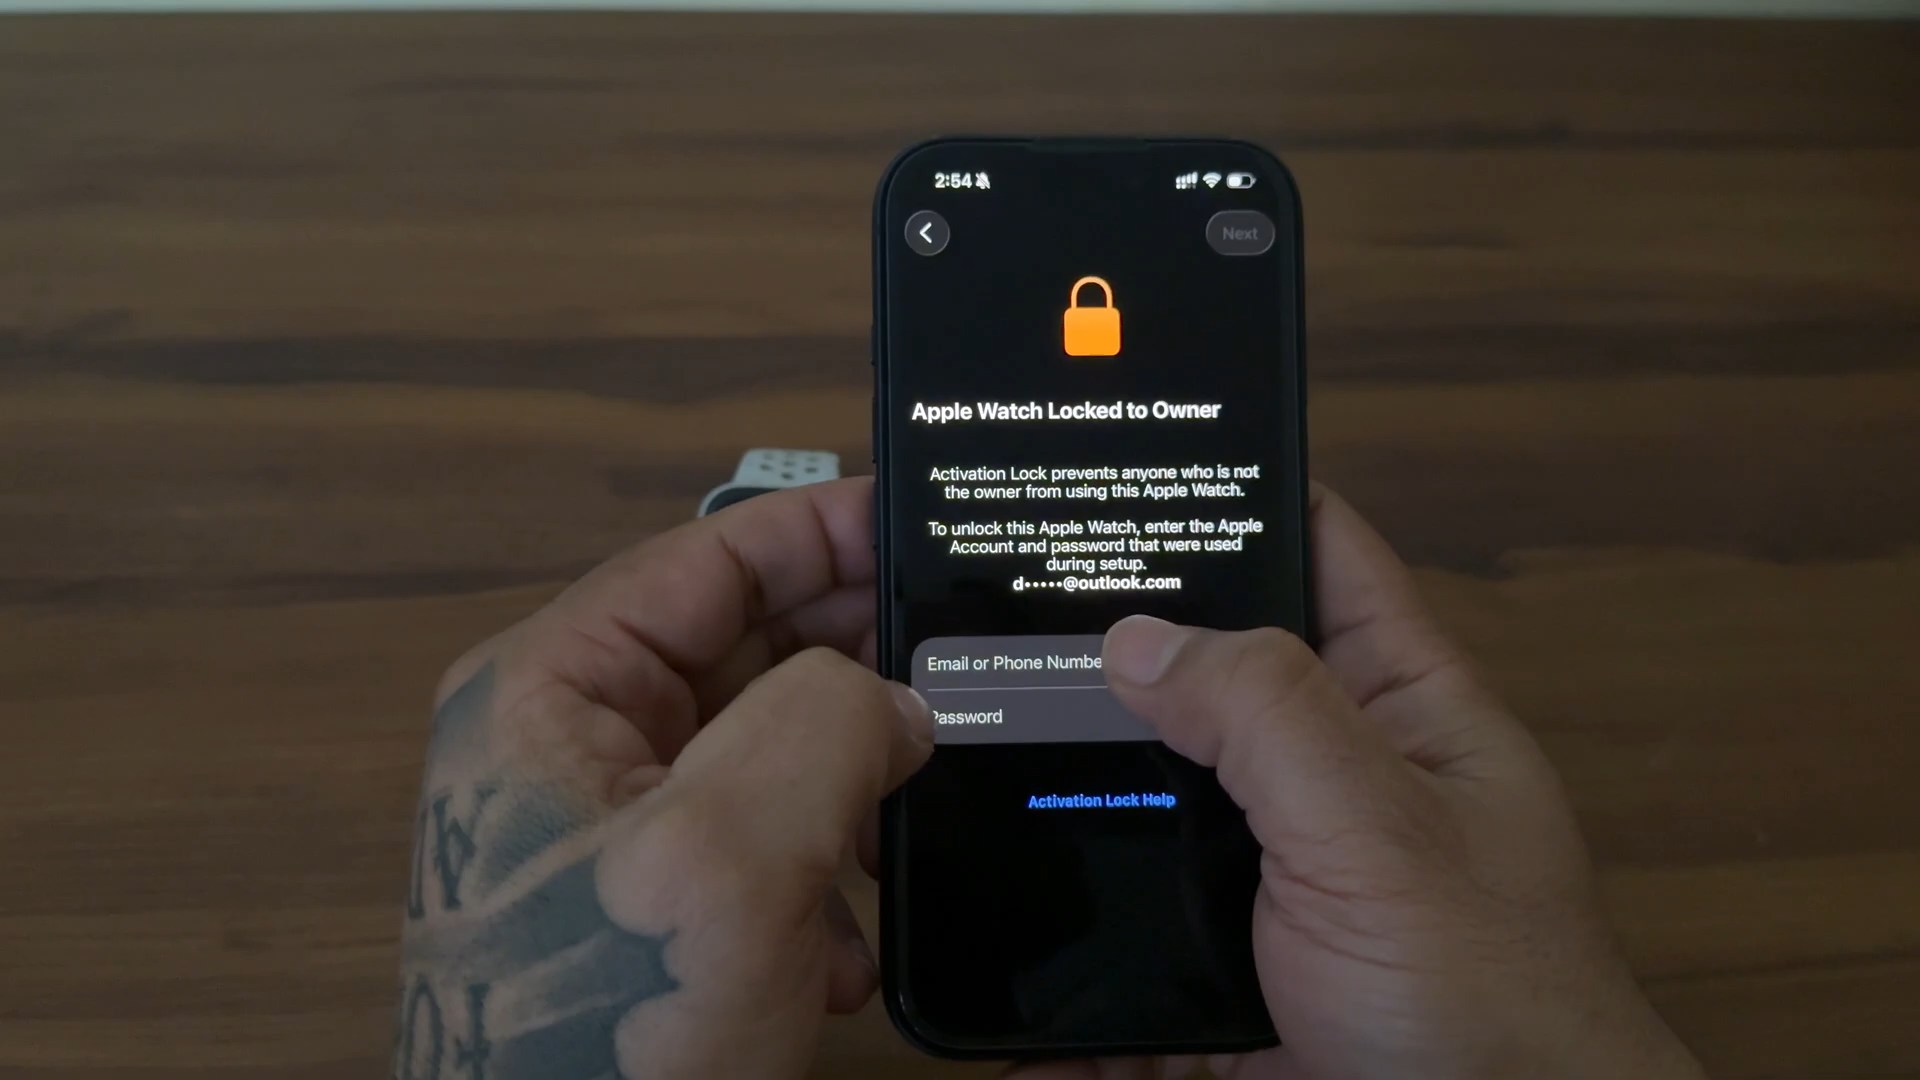 2:54
Next
Apple Watch Locked to Owner
Activation Lock prevents anyone who is not
the owner from using this Apple Watch.
To unlock this Apple Watch, enter the Apple
Account and password that were used
during setup.
d•••••@outlook.com
Email or Phone Numbe
Password
Activation Lock Help